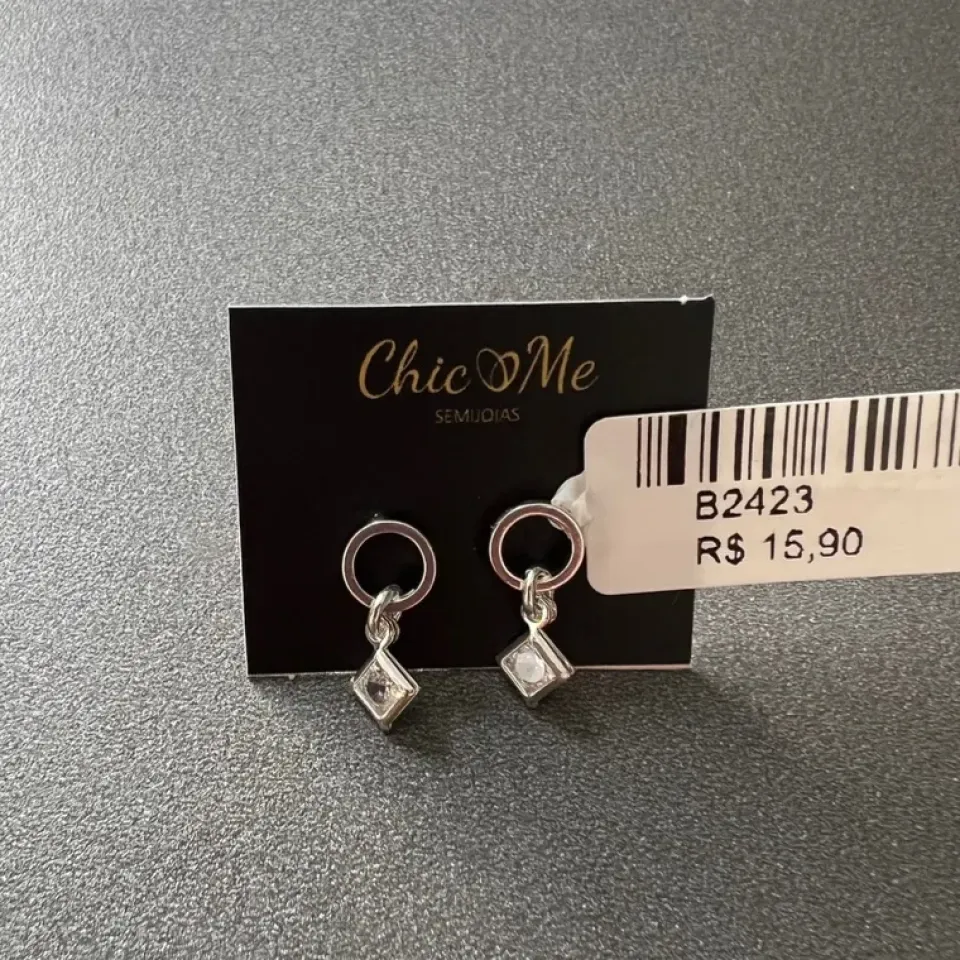 Chic Me
SEMIJOIAS
B2423
R$ 15,90